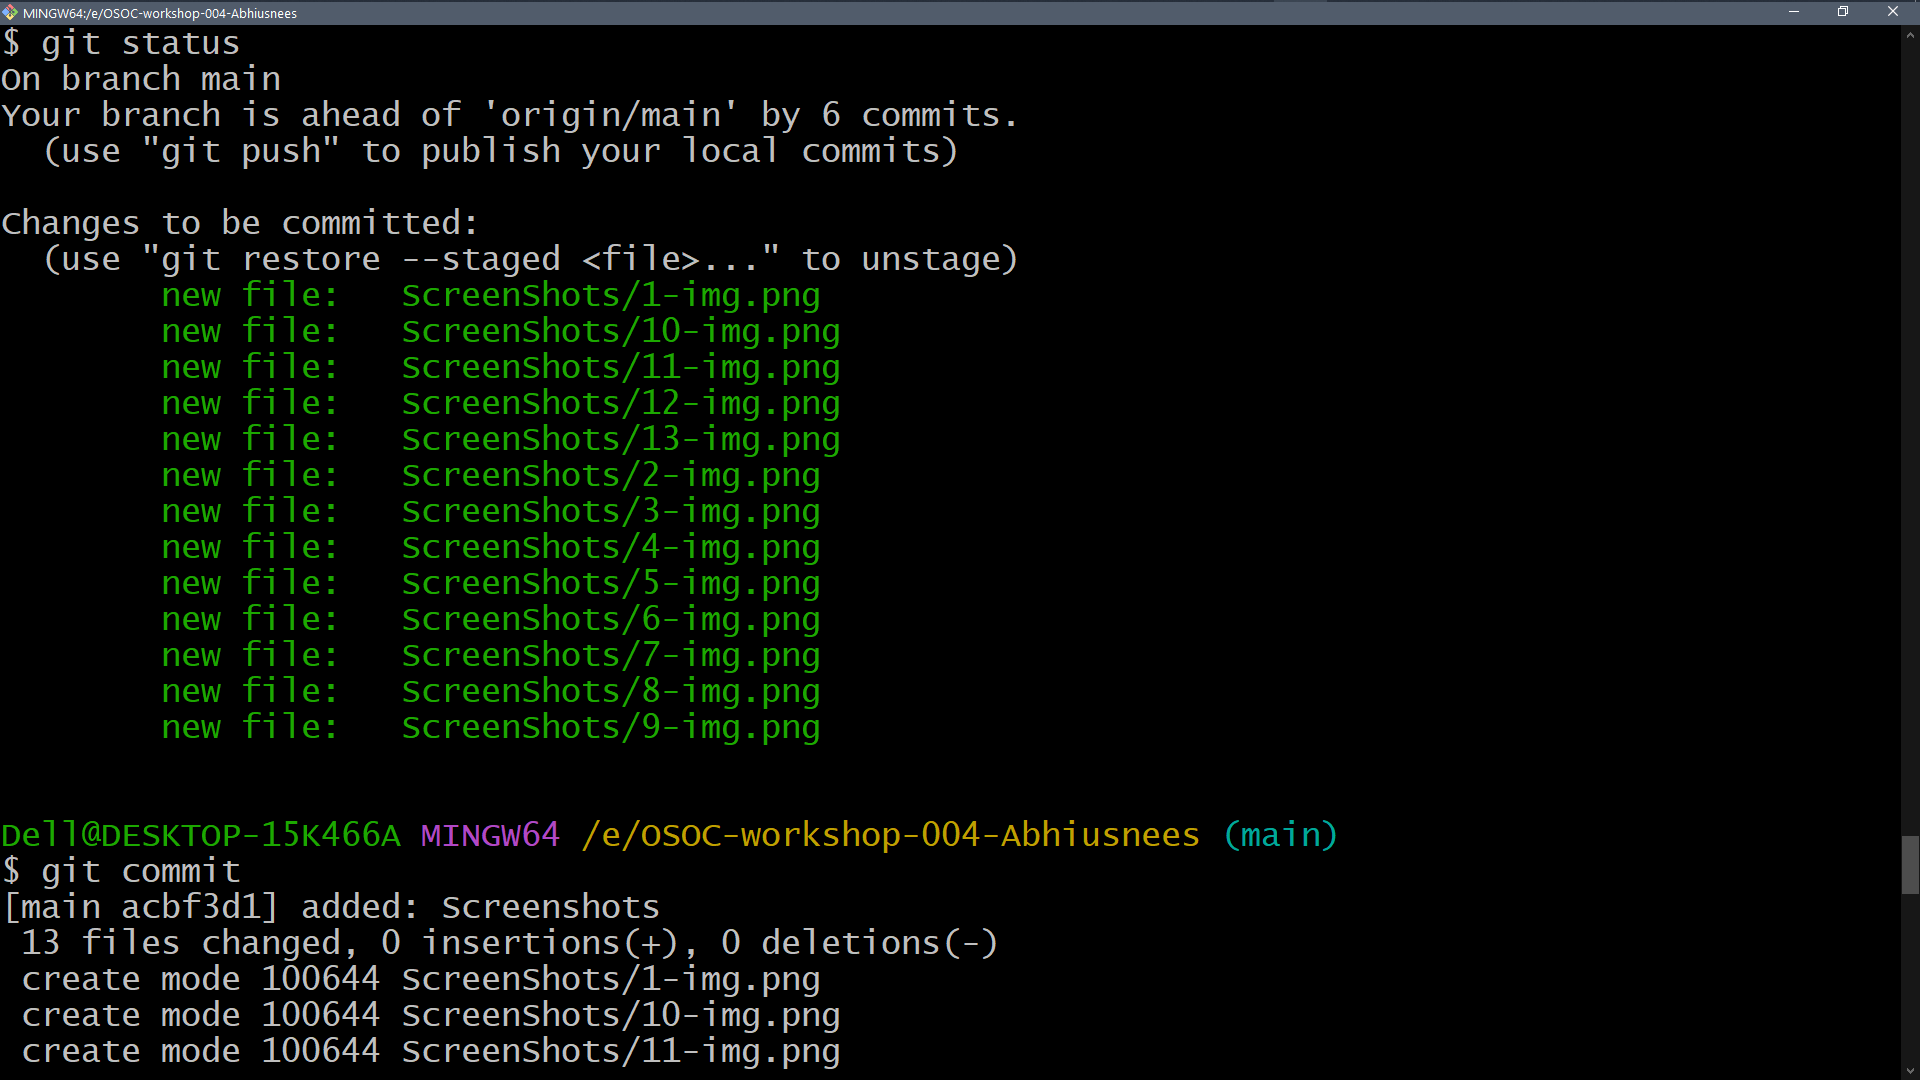 MINGW64:/e/OSOC-workshop-004-Abhiusnees
$ git status
On branch main
Your branch is ahead of 'origin/main' by 6 commits.
  (use "git push" to publish your local commits)

Changes to be committed:
  (use "git restore --staged <file>..." to unstage)
        new file:   ScreenShots/1-img.png
        new file:   ScreenShots/10-img.png
        new file:   ScreenShots/11-img.png
        new file:   ScreenShots/12-img.png
        new file:   ScreenShots/13-img.png
        new file:   ScreenShots/2-img.png
        new file:   ScreenShots/3-img.png
        new file:   ScreenShots/4-img.png
        new file:   ScreenShots/5-img.png
        new file:   ScreenShots/6-img.png
        new file:   ScreenShots/7-img.png
        new file:   ScreenShots/8-img.png
        new file:   ScreenShots/9-img.png

Dell@DESKTOP-15K466A MINGW64 /e/OSOC-workshop-004-Abhiusnees (main)
$ git commit
[main acbf3d1] added: Screenshots
 13 files changed, 0 insertions(+), 0 deletions(-)
 create mode 100644 ScreenShots/1-img.png
 create mode 100644 ScreenShots/10-img.png
 create mode 100644 ScreenShots/11-img.png